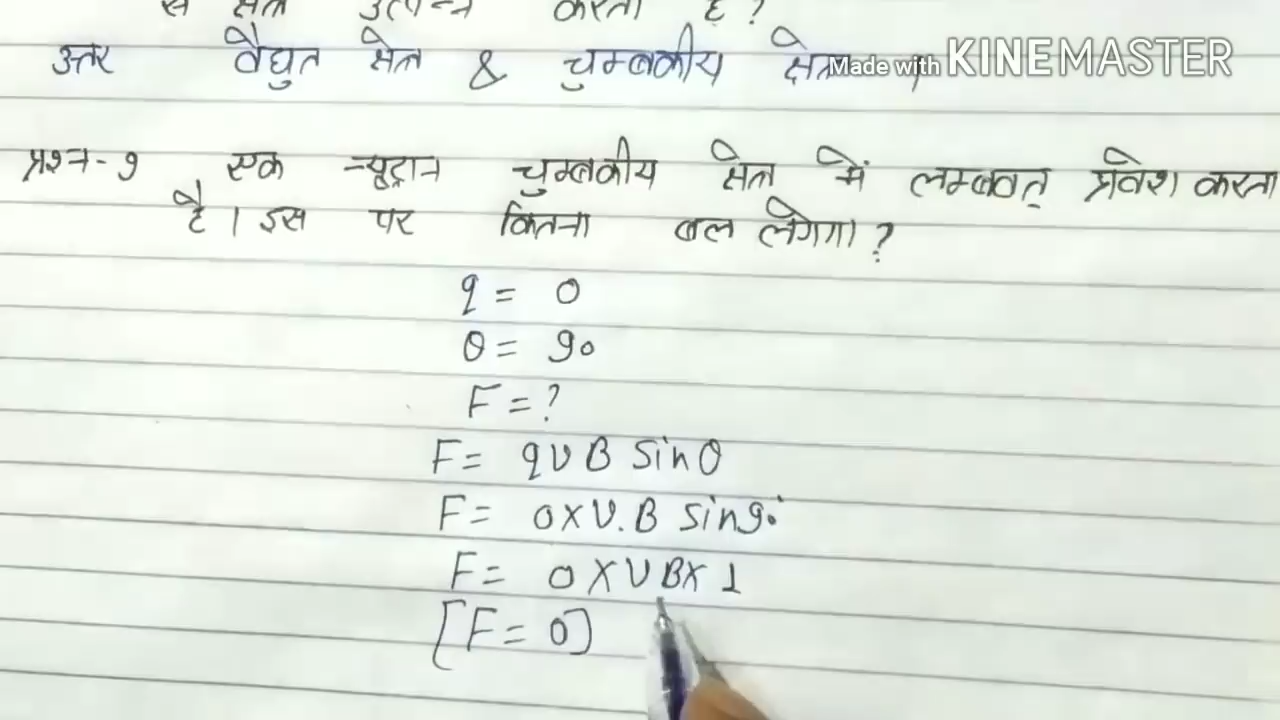 करता है?
उत्तर वैद्युत क्षेत्र & चुम्बकीय क्षेत्र
Made with KINEMASTER
प्रश्न-9 एक न्यूट्रान चुम्बकीय क्षेत्र में लम्बवत् प्रवेश करता
है। इस पर कितना बल लगेगा?
q = 0
θ = 90
F = ?
F = qvB Sinθ
F = 0×v.B Sin90°
F = 0×vB×1
[F = 0]